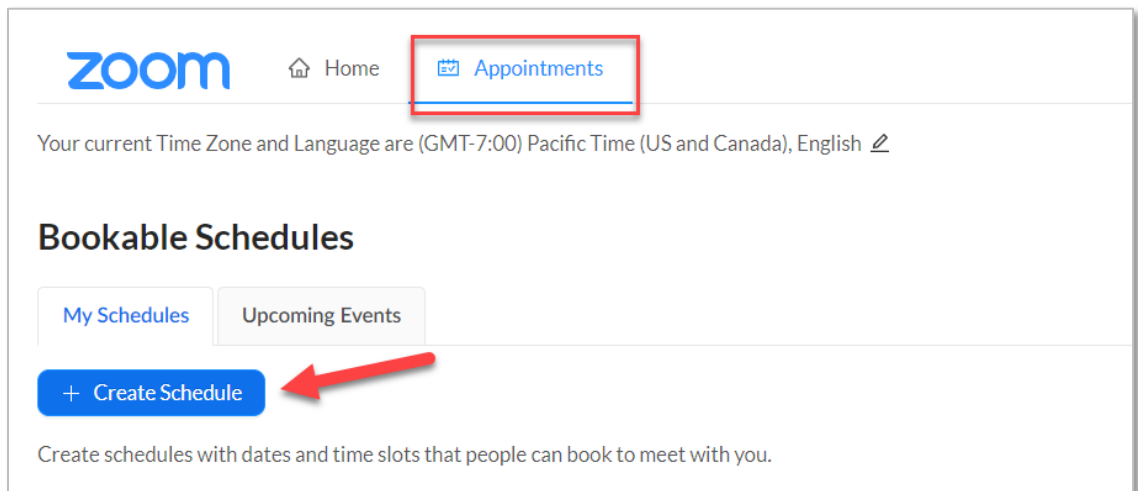 zoom Home Appointments
Your current Time Zone and Language are (GMT-7:00) Pacific Time (US and Canada), English
Bookable Schedules
My Schedules Upcoming Events
+ Create Schedule
Create schedules with dates and time slots that people can book to meet with you.